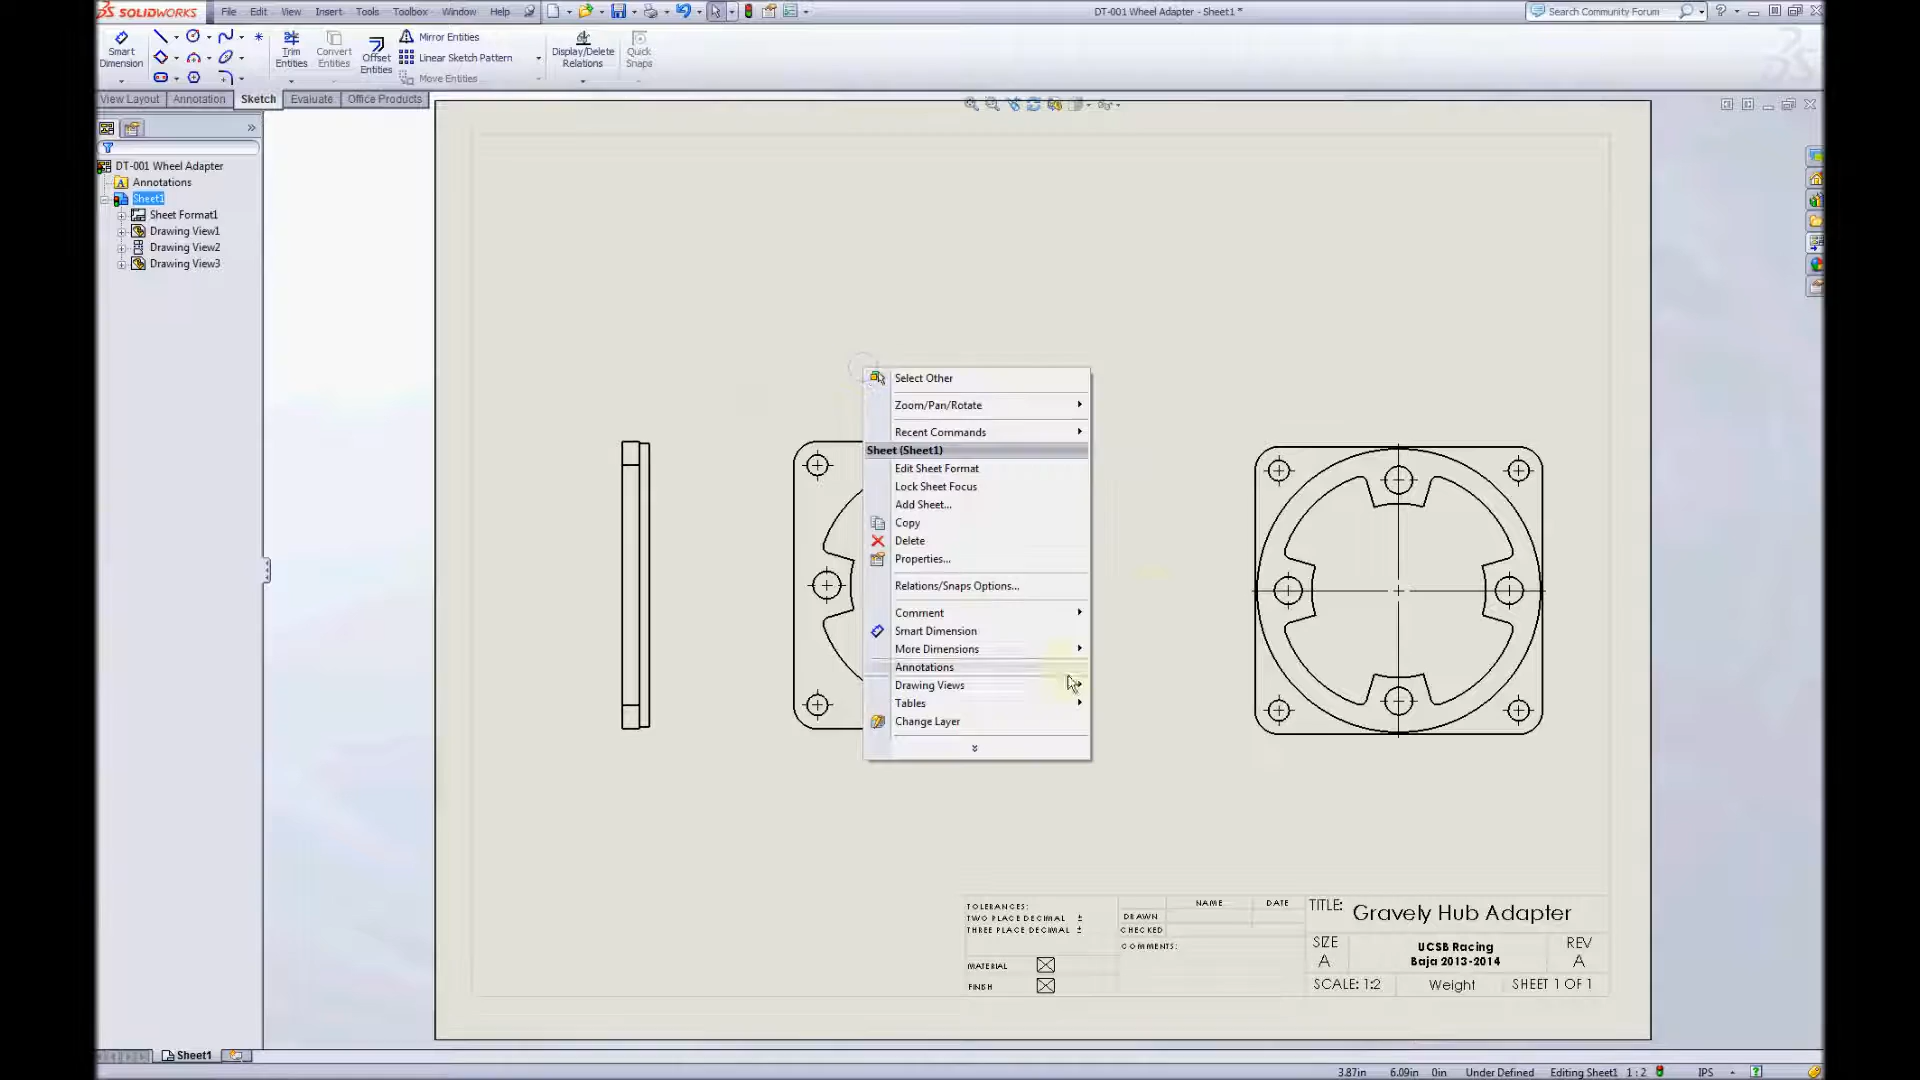 SOLIDWORKS File Edit View Insert Tools Toolbox Window Help DT-001 Wheel Adapter - Sheet1 * Search Community Forum
Smart Dimension
Trim Entities
Convert Entities
Offset Entities
Mirror Entities
Linear Sketch Pattern
Move Entities
Display/Delete Relations
Quick Snaps
View Layout Annotation Sketch Evaluate Office Products
DT-001 Wheel Adapter
Annotations
Sheet1
Sheet Format1
Drawing View1
Drawing View2
Drawing View3
Select Other
Zoom/Pan/Rotate
Recent Commands
Sheet (Sheet1)
Edit Sheet Format
Lock Sheet Focus
Add Sheet...
Copy
Delete
Properties...
Relations/Snaps Options...
Comment
Smart Dimension
More Dimensions
Annotations
Drawing Views
Tables
Change Layer
TOLERANCES:
TWO PLACE DECIMAL ±
THREE PLACE DECIMAL ±
MATERIAL
FINISH
NAME DATE
DRAWN
CHECKED
COMMENTS:
TITLE: Gravely Hub Adapter
SIZE
A
UCSB Racing
Baja 2013-2014
REV
A
SCALE: 1:2 Weight SHEET 1 OF 1
Sheet1
3.87in 6.09in 0in Under Defined Editing Sheet1 1 : 2 IPS